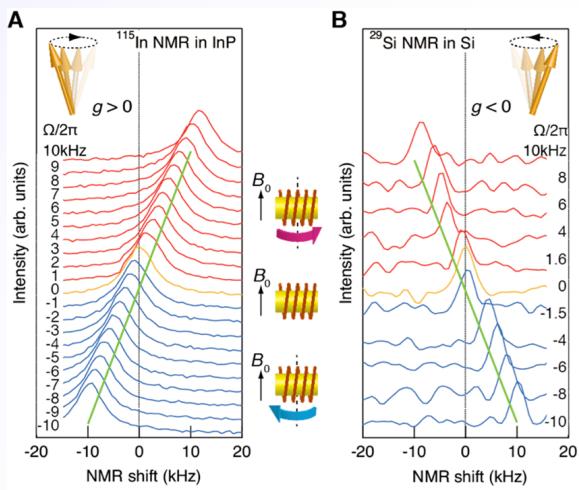 A
¹¹⁵In NMR in InP
g > 0
Ω/2π
10kHz
9
8
7
6
5
4
3
2
1
0
-1
-2
-3
-4
-5
-6
-7
-8
-9
-10
Intensity (arb. units)
-20 -10 0 10 20
NMR shift (kHz)
B₀
B₀
B₀
B
²⁹Si NMR in Si
g < 0
Ω/2π
10kHz
8
6
4
1.6
0
-1.5
-4
-6
-8
-10
Intensity (arb. units)
-20 -10 0 10 20
NMR shift (kHz)